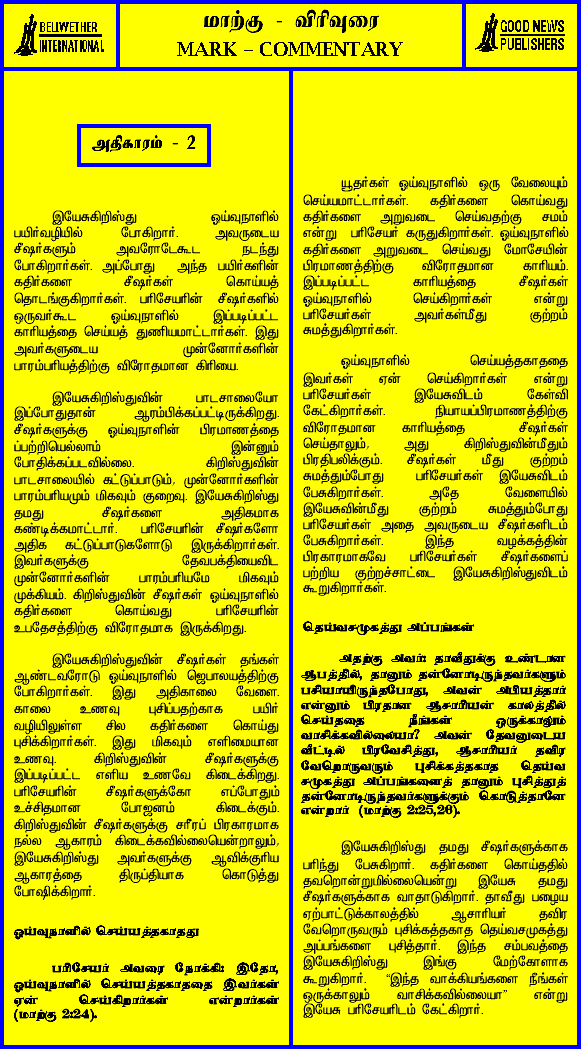 BELLWETHER
INTERNATIONAL
மாற்கு - விரிவுரை
MARK – COMMENTARY
GOOD NEWS
PUBLISHERS
அதிகாரம் - 2
இயேசுகிறிஸ்து ஓய்வுநாளில்
பயிர்வழியில் போகிறார். அவருடைய
சீஷர்களும் அவரோடேகூட நடந்து
போகிறார்கள். அப்போது அந்த பயிர்களின்
கதிர்களை சீஷர்கள் கொய்யத்
தொடங்குகிறார்கள். பரிசேயரின் சீஷர்களில்
ஒருவர்கூட ஓய்வுநாளில் இப்படிப்பட்ட
காரியத்தை செய்யத் துணியமாட்டார்கள். இது
அவர்களுடைய முன்னோர்களின்
பாரம்பரியத்திற்கு விரோதமான கிரியை.
இயேசுகிறிஸ்துவின் பாடசாலையோ
இப்போதுதான் ஆரம்பிக்கப்பட்டிருக்கிறது.
சீஷர்களுக்கு ஓய்வுநாளின் பிரமாணத்தை
ப்பற்றியெல்லாம் இன்னும்
போதிக்கப்படவில்லை. கிறிஸ்துவின்
பாடசாலையில் கட்டுப்பாடும், முன்னோர்களின்
பாரம்பரியமும் மிகவும் குறைவு. இயேசுகிறிஸ்து
தமது சீஷர்களை அதிகமாக
கண்டிக்கமாட்டார். பரிசேயரின் சீஷர்களோ
அதிக கட்டுப்பாடுகளோடு இருக்கிறார்கள்.
இவர்களுக்கு தேவபக்தியைவிட
முன்னோர்களின் பாரம்பரியமே மிகவும்
முக்கியம். கிறிஸ்துவின் சீஷர்கள் ஓய்வுநாளில்
கதிர்களை கொய்வது பரிசேயரின்
உபதேசத்திற்கு விரோதமாக இருக்கிறது.
இயேசுகிறிஸ்துவின் சீஷர்கள் தங்கள்
ஆண்டவரோடு ஓய்வுநாளில் ஜெபாலயத்திற்கு
போகிறார்கள். இது அதிகாலை வேளை.
காலை உணவு புசிப்பதற்காக பயிர்
வழியிலுள்ள சில கதிர்களை கொய்து
புசிக்கிறார்கள். இது மிகவும் எளிமையான
உணவு. கிறிஸ்துவின் சீஷர்களுக்கு
இப்படிப்பட்ட எளிய உணவே கிடைக்கிறது.
பரிசேயரின் சீஷர்களுக்கோ எப்போதும்
உச்சிதமான போஜனம் கிடைக்கும்.
கிறிஸ்துவின் சீஷர்களுக்கு சரீரப் பிரகாரமாக
நல்ல ஆகாரம் கிடைக்கவில்லையென்றாலும்,
இயேசுகிறிஸ்து அவர்களுக்கு ஆவிக்குரிய
ஆகாரத்தை திருப்தியாக கொடுத்து
போஷிக்கிறார்.
ஓய்வுநாளில் செய்யத்தகாதது
பரிசேயர் அவரை நோக்கி: இதோ,
ஓய்வுநாளில் செய்யத்தகாததை இவர்கள்
ஏன் செய்கிறார்கள் என்றார்கள்
(மாற்கு 2:24).
யூதர்கள் ஓய்வுநாளில் ஒரு வேலையும்
செய்யமாட்டார்கள். கதிர்களை கொய்வது
கதிர்களை அறுவடை செய்வதற்கு சமம்
என்று பரிசேயர் கருதுகிறார்கள். ஓய்வுநாளில்
கதிர்களை அறுவடை செய்வது மோசேயின்
பிரமாணத்திற்கு விரோதமான காரியம்.
இப்படிப்பட்ட காரியத்தை சீஷர்கள்
ஓய்வுநாளில் செய்கிறார்கள் என்று
பரிசேயர்கள் அவர்கள்மீது குற்றம்
சுமத்துகிறார்கள்.
ஓய்வுநாளில் செய்யத்தகாததை
இவர்கள் ஏன் செய்கிறார்கள் என்று
பரிசேயர்கள் இயேசுவிடம் கேள்வி
கேட்கிறார்கள். நியாயப்பிரமாணத்திற்கு
விரோதமான காரியத்தை சீஷர்கள்
செய்தாலும், அது கிறிஸ்துவின்மீதும்
பிரதிபலிக்கும். சீஷர்கள் மீது குற்றம்
சுமத்தும்போது பரிசேயர்கள் இயேசுவிடம்
பேசுகிறார்கள். அதே வேளையில்
இயேசுவின்மீது குற்றம் சுமத்தும்போது
பரிசேயர்கள் அதை அவருடைய சீஷர்களிடம்
பேசுகிறார்கள். இந்த வழக்கத்தின்
பிரகாரமாகவே பரிசேயர்கள் சீஷர்களைப்
பற்றிய குற்றச்சாட்டை இயேசுகிறிஸ்துவிடம்
கூறுகிறார்கள்.
தெய்வசமுகத்து அப்பங்கள்
அதற்கு அவர்: தாவீதுக்கு உண்டான
ஆபத்தில், தானும் தன்னோடிருந்தவர்களும்
பசியாயிருந்தபோது, அவன் அபியத்தார்
என்னும் பிரதான ஆசாரியன் காலத்தில்
செய்ததை நீங்கள் ஒருக்காலும்
வாசிக்கவில்லையா? அவன் தேவனுடைய
வீட்டில் பிரவேசித்து, ஆசாரியர் தவிர
வேறொருவரும் புசிக்கத்தகாத தெய்வ
சமுகத்து அப்பங்களைத் தானும் புசித்துத்
தன்னோடிருந்தவர்களுக்கும் கொடுத்தானே
என்றார் (மாற்கு 2:25,26).
இயேசுகிறிஸ்து தமது சீஷர்களுக்காக
பரிந்து பேசுகிறார். கதிர்களை கொய்ததில்
தவறொன்றுமில்லையென்று இயேசு தமது
சீஷர்களுக்காக வாதாடுகிறார். தாவீது பழைய
ஏற்பாட்டுக்காலத்தில் ஆசாரியர் தவிர
வேறொருவரும் புசிக்கத்தகாத தெய்வசமுகத்து
அப்பங்களை புசித்தார். இந்த சம்பவத்தை
இயேசுகிறிஸ்து இங்கு மேற்கோளாக
கூறுகிறார். “இந்த வாக்கியங்களை நீங்கள்
ஒருக்காலும் வாசிக்கவில்லையா” என்று
இயேசு பரிசேயரிடம் கேட்கிறார்.